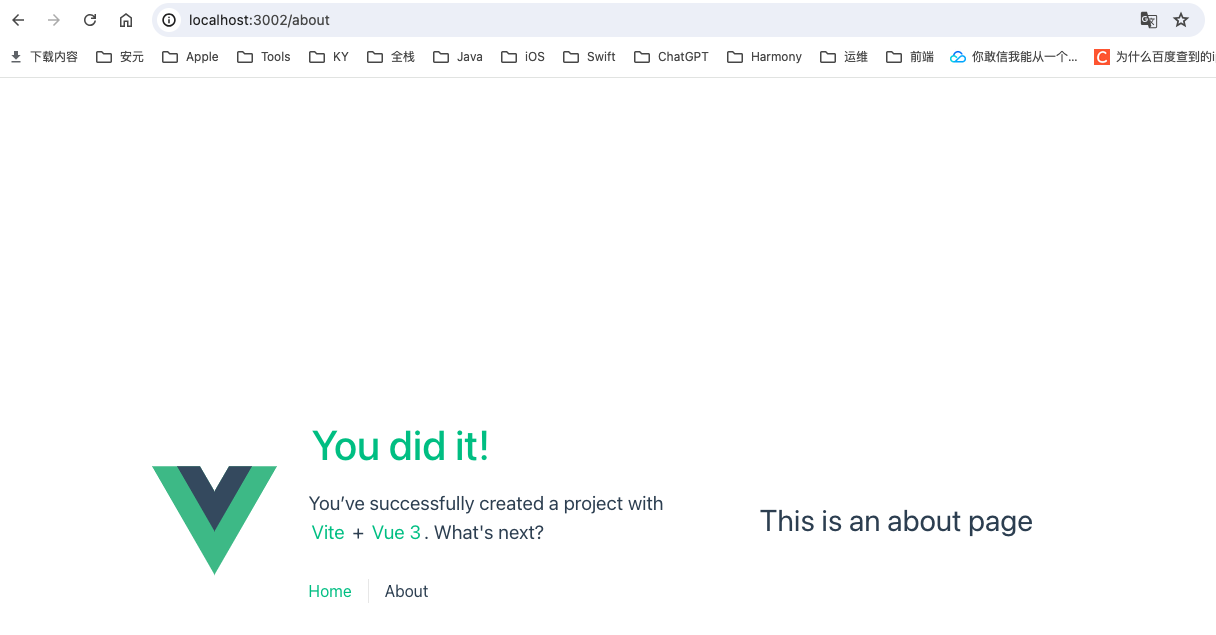 localhost:3002/about
下载内容 安元 Apple Tools KY 全栈 Java iOS Swift ChatGPT Harmony 运维 前端 你敢信我能从一个... 为什么百度查到的i
You did it!
You’ve successfully created a project with
Vite + Vue 3. What's next?
This is an about page
Home About